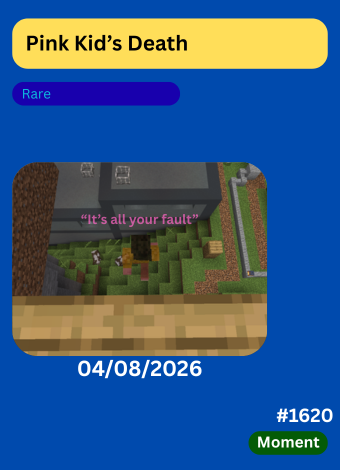 Pink Kid’s Death
Rare
“It’s all your fault”
04/08/2026
#1620
Moment